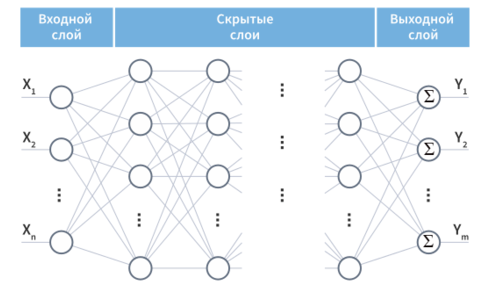 Входной
слой
Скрытые
слои
Выходной
слой
X1
Y1
Σ
X2
Y2
Σ
Xn
Ym
Σ